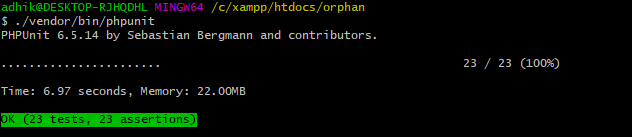 adhik@DESKTOP-RJHQDHL MINGW64 /c/xampp/htdocs/orphan
$ ./vendor/bin/phpunit
PHPUnit 6.5.14 by Sebastian Bergmann and contributors.
....................... 23 / 23 (100%)
Time: 6.97 seconds, Memory: 22.00MB
OK (23 tests, 23 assertions)